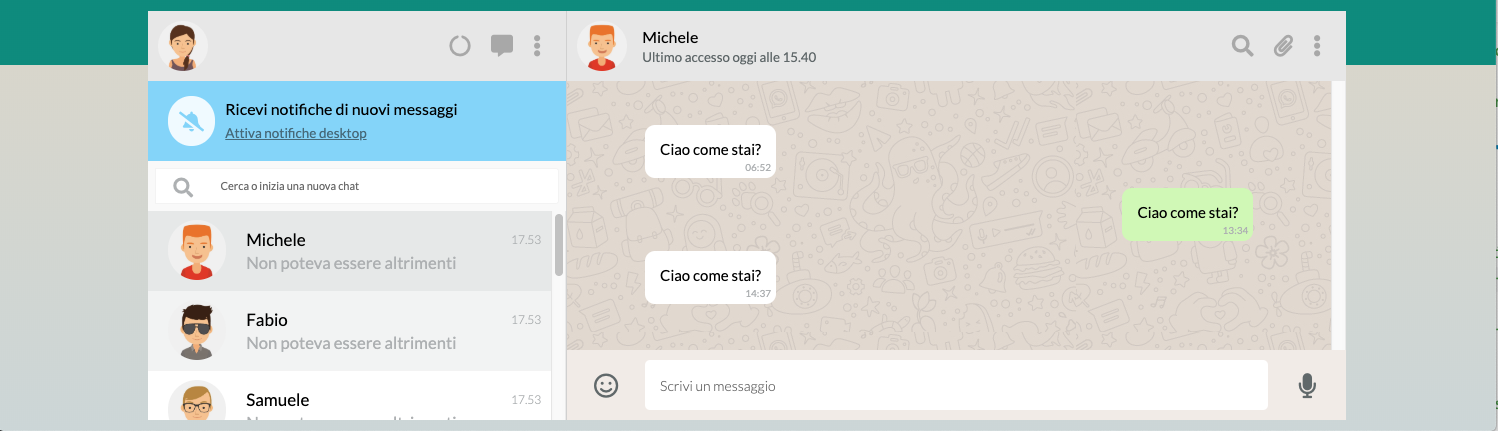 Ricevi notifiche di nuovi messaggi
Attiva notifiche desktop
Cerca o inizia una nuova chat
Michele 17.53
Non poteva essere altrimenti
Fabio 17.53
Non poteva essere altrimenti
Samuele 17.53
Michele
Ultimo accesso oggi alle 15.40
Ciao come stai?
06:52
Ciao come stai?
13:34
Ciao come stai?
14:37
Scrivi un messaggio